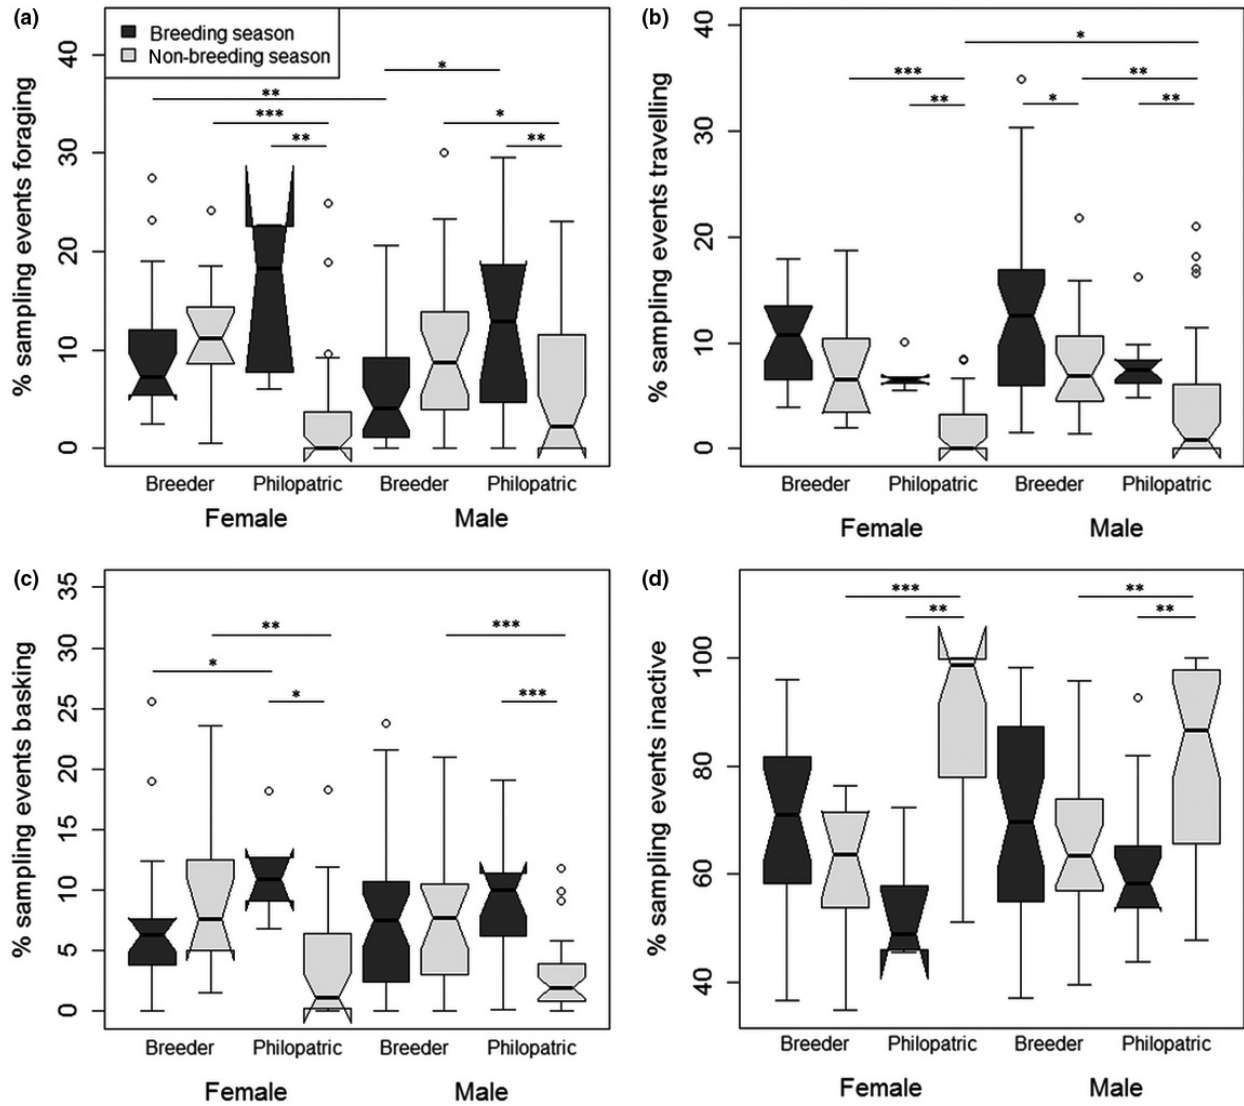 (a)
Breeding season
Non-breeding season
% sampling events foraging
40
30
20
10
0
*
**
***
**
*
**
Breeder Philopatric Breeder Philopatric
Female Male
(b)
% sampling events travelling
40
30
20
10
0
*
***
**
**
*
**
Breeder Philopatric Breeder Philopatric
Female Male
(c)
% sampling events basking
35
30
25
20
15
10
5
0
**
***
*
*
***
Breeder Philopatric Breeder Philopatric
Female Male
(d)
% sampling events inactive
100
80
60
40
***
**
**
**
Breeder Philopatric Breeder Philopatric
Female Male